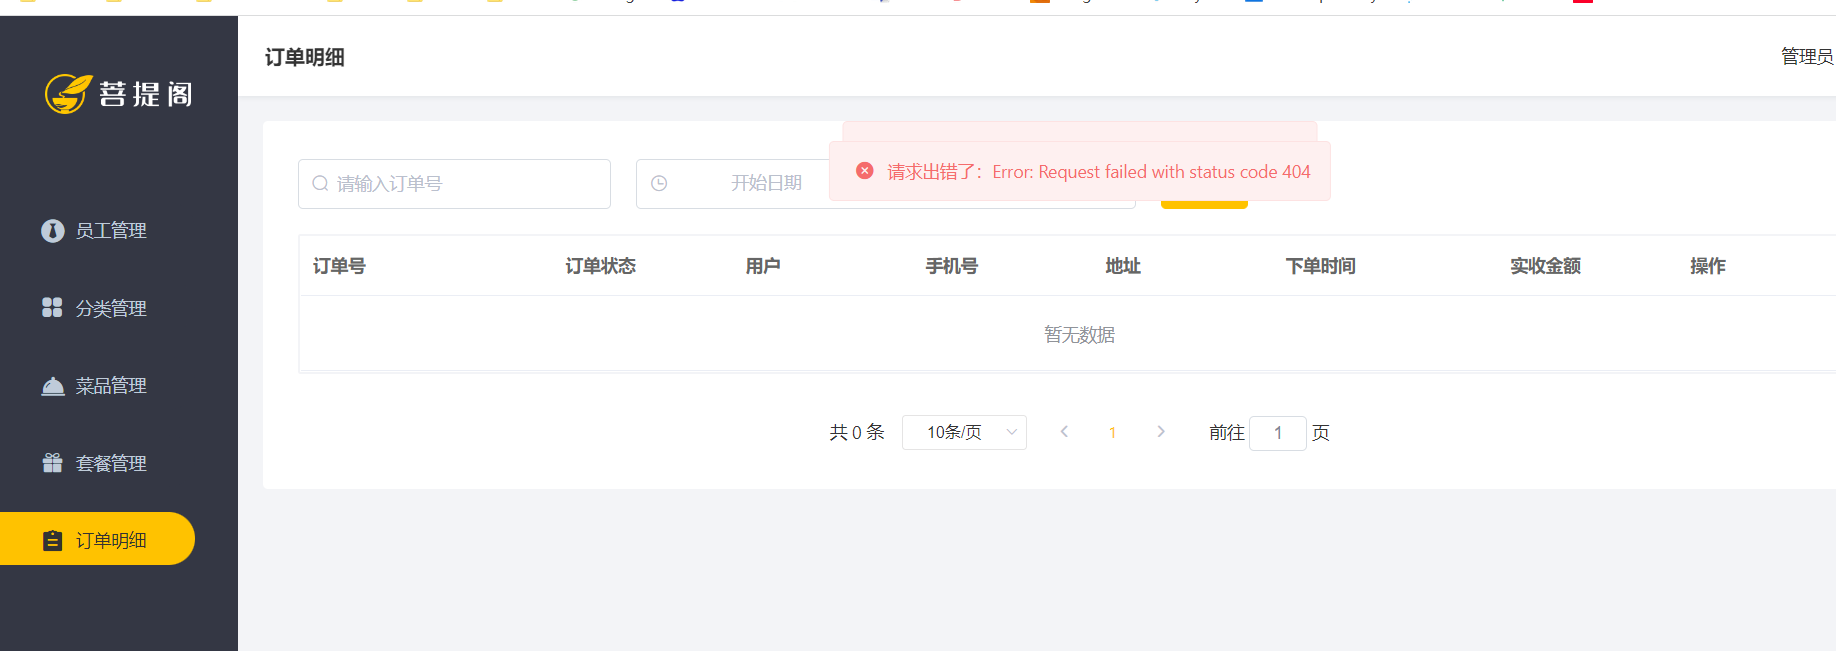 订单明细
管理员
菩提阁
请求出错了：Error: Request failed with status code 404
请输入订单号
开始日期
员工管理
分类管理
菜品管理
套餐管理
订单明细
订单号 订单状态 用户 手机号 地址 下单时间 实收金额 操作
暂无数据
共 0 条 10条/页 1 前往 1 页